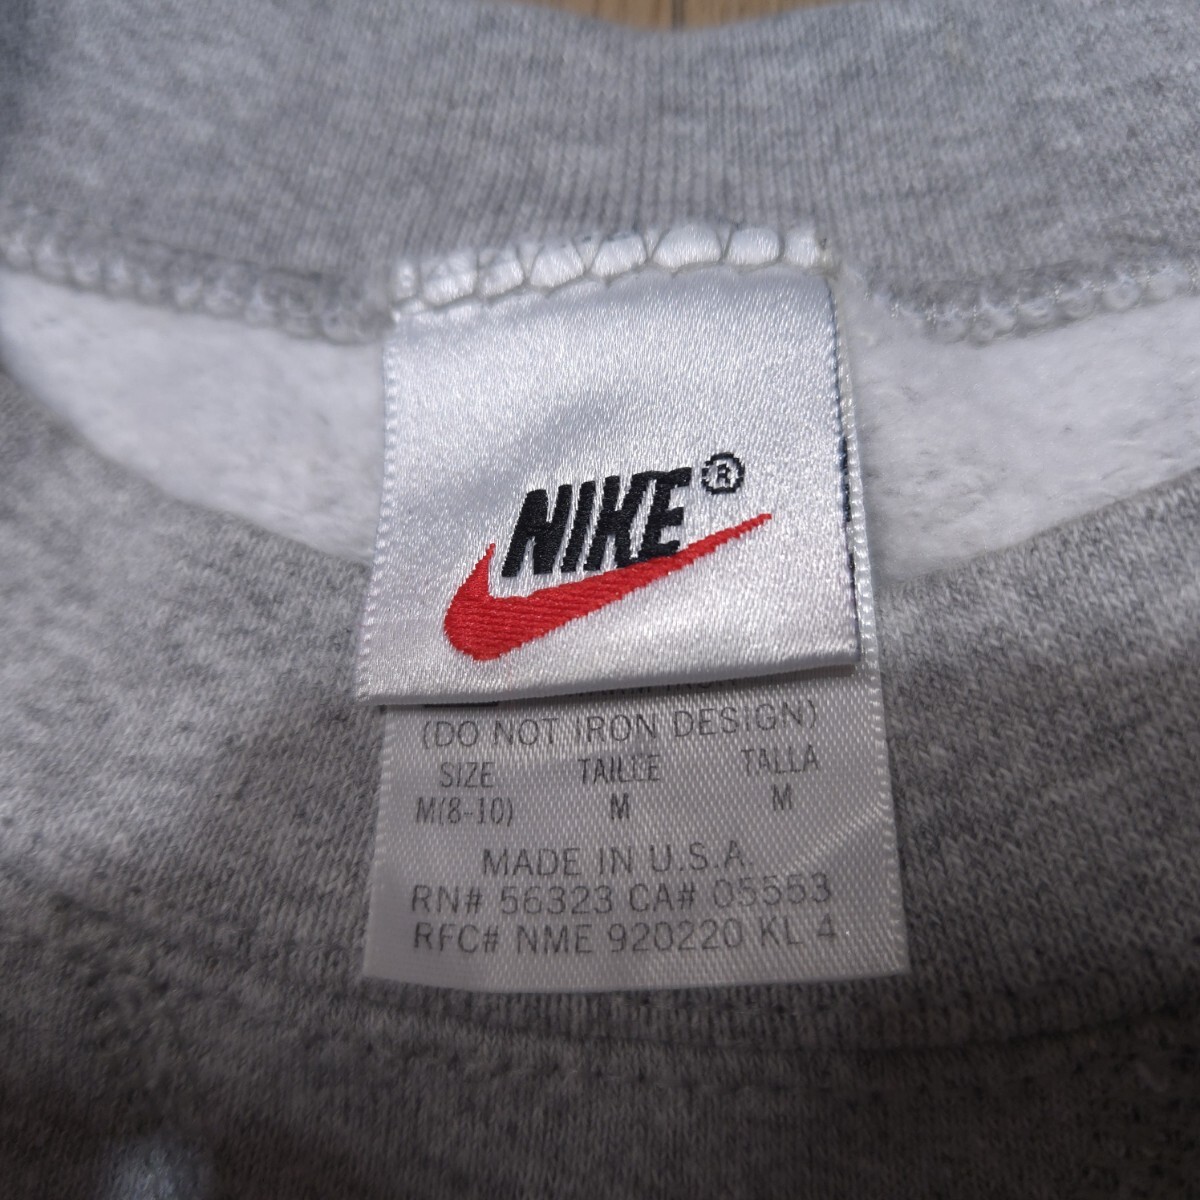 NIKE®
(DO NOT IRON DESIGN)
SIZE TAILLE TALLA
M(8-10) M M
MADE IN U.S.A.
RN# 56323 CA# 05553
RFC# NME 920220 KL 4